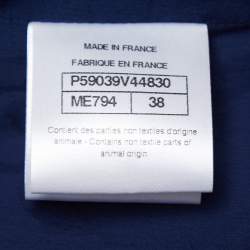 MADE IN FRANCE
FABRIQUE EN FRANCE
P59039V44830
ME794 38
Contient des parties non textiles d'origine
animale - Contains non textile parts of
animal origin